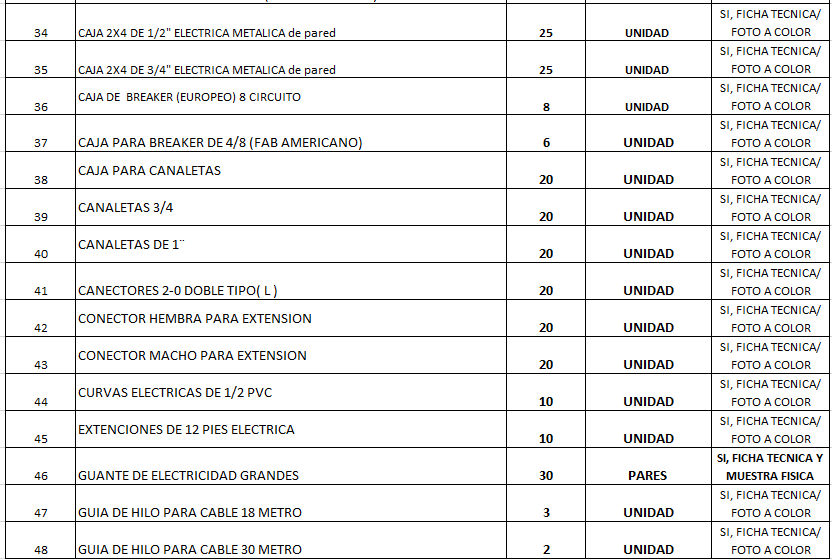 34 CAJA 2X4 DE 1/2" ELECTRICA METALICA de pared 25 UNIDAD SI, FICHA TECNICA/
FOTO A COLOR
35 CAJA 2X4 DE 3/4" ELECTRICA METALICA de pared 25 UNIDAD SI, FICHA TECNICA/
FOTO A COLOR
36 CAJA DE BREAKER (EUROPEO) 8 CIRCUITO 8 UNIDAD SI, FICHA TECNICA/
FOTO A COLOR
37 CAJA PARA BREAKER DE 4/8 (FAB AMERICANO) 6 UNIDAD SI, FICHA TECNICA/
FOTO A COLOR
38 CAJA PARA CANALETAS 20 UNIDAD SI, FICHA TECNICA/
FOTO A COLOR
39 CANALETAS 3/4 20 UNIDAD SI, FICHA TECNICA/
FOTO A COLOR
40 CANALETAS DE 1¨ 20 UNIDAD SI, FICHA TECNICA/
FOTO A COLOR
41 CANECTORES 2-0 DOBLE TIPO( L ) 20 UNIDAD SI, FICHA TECNICA/
FOTO A COLOR
42 CONECTOR HEMBRA PARA EXTENSION 20 UNIDAD SI, FICHA TECNICA/
FOTO A COLOR
43 CONECTOR MACHO PARA EXTENSION 20 UNIDAD SI, FICHA TECNICA/
FOTO A COLOR
44 CURVAS ELECTRICAS DE 1/2 PVC 10 UNIDAD SI, FICHA TECNICA/
FOTO A COLOR
45 EXTENCIONES DE 12 PIES ELECTRICA 10 UNIDAD SI, FICHA TECNICA/
FOTO A COLOR
46 GUANTE DE ELECTRICIDAD GRANDES 30 PARES SI, FICHA TECNICA Y
MUESTRA FISICA
47 GUIA DE HILO PARA CABLE 18 METRO 3 UNIDAD SI, FICHA TECNICA/
FOTO A COLOR
48 GUIA DE HILO PARA CABLE 30 METRO 2 UNIDAD SI, FICHA TECNICA/
FOTO A COLOR